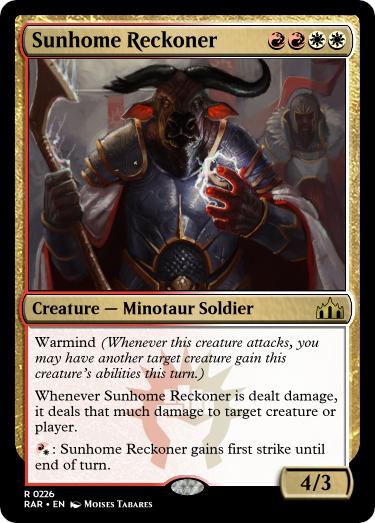 Sunhome Reckoner
Creature — Minotaur Soldier
Warmind (Whenever this creature attacks, you
may have another target creature gain this
creature's abilities this turn.)
Whenever Sunhome Reckoner is dealt damage,
it deals that much damage to target creature or
player.
: Sunhome Reckoner gains first strike until
end of turn.
4/3
R 0226
RAR • EN Moises Tabares